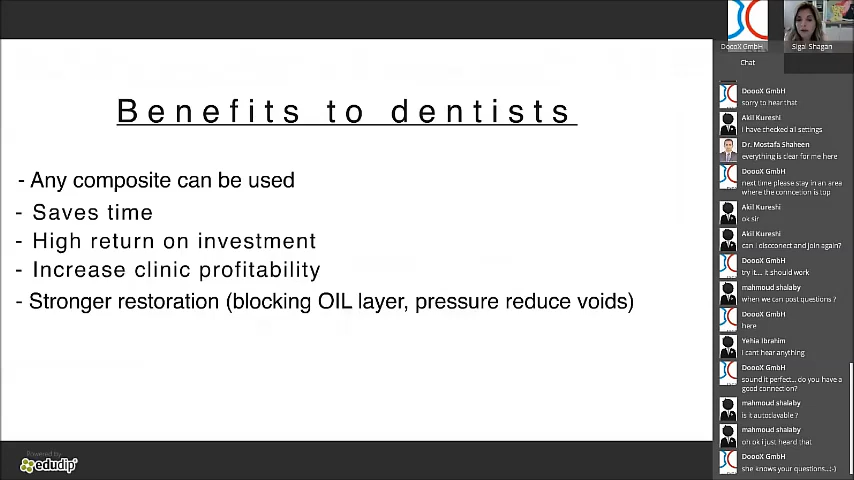 Benefits to dentists
- Any composite can be used
- Saves time
- High return on investment
- Increase clinic profitability
- Stronger restoration (blocking OIL layer, pressure reduce voids)
Powered by
edudip
DoooX GmbH
Sigal Shagan
Chat
DoooX GmbH
sorry to hear that
Akil Kureshi
i have checked all settings
Dr. Mostafa Shaheen
everything is clear for me here
DoooX GmbH
next time please stay in an area
where the conncetion is top
Akil Kureshi
ok sir
Akil Kureshi
can i discconect and join again?
DoooX GmbH
try it.... it should work
mahmoud shalaby
when we can post questions ?
DoooX GmbH
here
Yehia Ibrahim
i cant hear anything
DoooX GmbH
sound it perfect... do you have a
good connection?
mahmoud shalaby
is it autoclavable ?
mahmoud shalaby
oh ok i just heard that
DoooX GmbH
she knows your questions...;-)